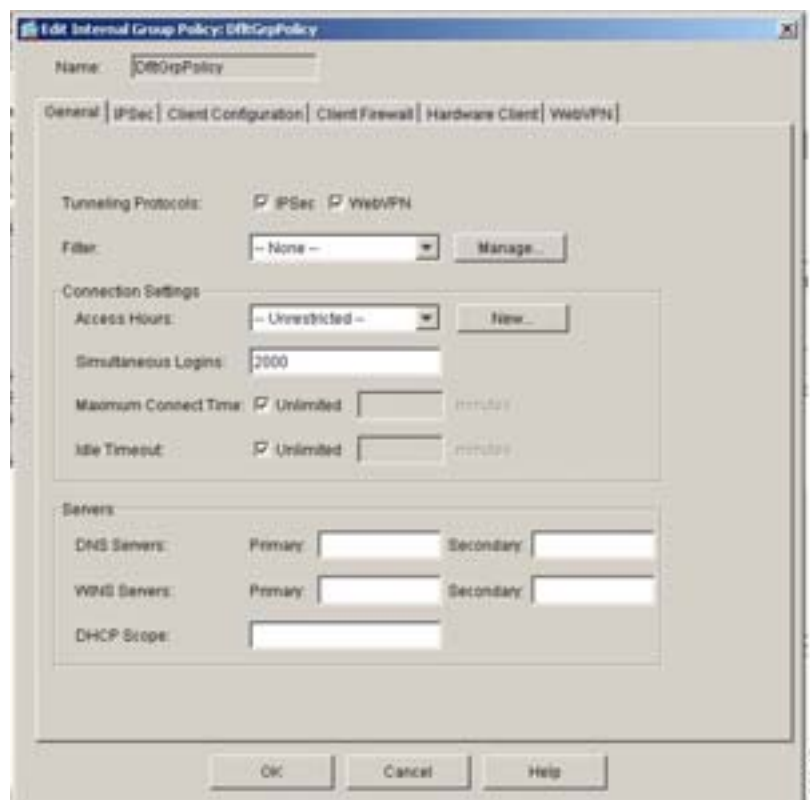 Edit Internal Group Policy: DfltGrpPolicy
Name: DfltGrpPolicy
General IPSec Client Configuration Client Firewall Hardware Client WebVPN
Tunneling Protocols: IPSec WebVPN
Filter: -- None -- Manage...
Connection Settings
Access Hours: -- Unrestricted -- New...
Simultaneous Logins: 2000
Maximum Connect Time: Unlimited minutes
Idle Timeout: Unlimited minutes
Servers
DNS Servers: Primary: Secondary:
WINS Servers: Primary: Secondary:
DHCP Scope:
OK Cancel Help